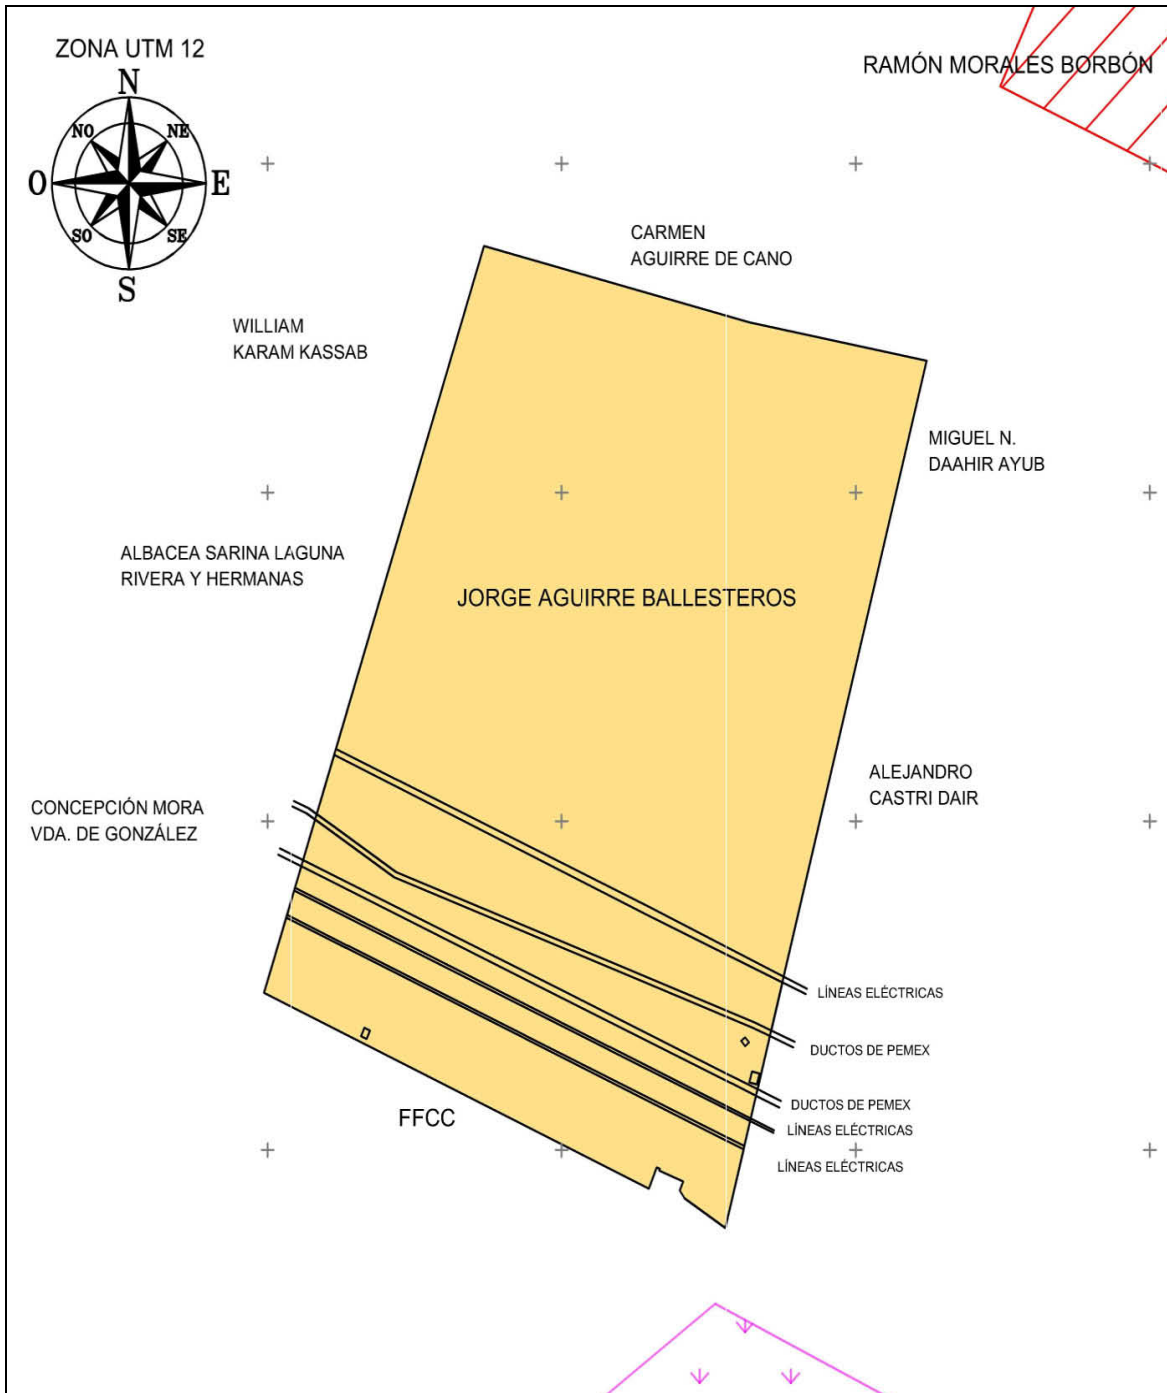 ZONA UTM 12
N
NO
NE
O
E
SO
SE
S
RAMÓN MORALES BORBÓN
CARMEN
AGUIRRE DE CANO
WILLIAM
KARAM KASSAB
MIGUEL N.
DAAHIR AYUB
ALBACEA SARINA LAGUNA
RIVERA Y HERMANAS
JORGE AGUIRRE BALLESTEROS
ALEJANDRO
CASTRI DAIR
CONCEPCIÓN MORA
VDA. DE GONZÁLEZ
LÍNEAS ELÉCTRICAS
DUCTOS DE PEMEX
DUCTOS DE PEMEX
LÍNEAS ELÉCTRICAS
LÍNEAS ELÉCTRICAS
FFCC